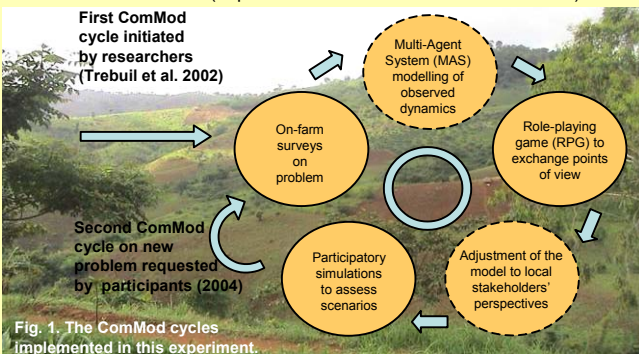 First ComMod
cycle initiated
by researchers
(Trebuil et al. 2002)
Multi-Agent
System (MAS)
modelling of
observed
dynamics
On-farm
surveys
on
problem
Role-playing
game (RPG) to
exchange points
of view
Second ComMod
cycle on new
problem requested
by participants (2004)
Participatory
simulations
to assess
scenarios
Adjustment of the
model to local
stakeholders'
perspectives
Fig. 1. The ComMod cycles
implemented in this experiment.